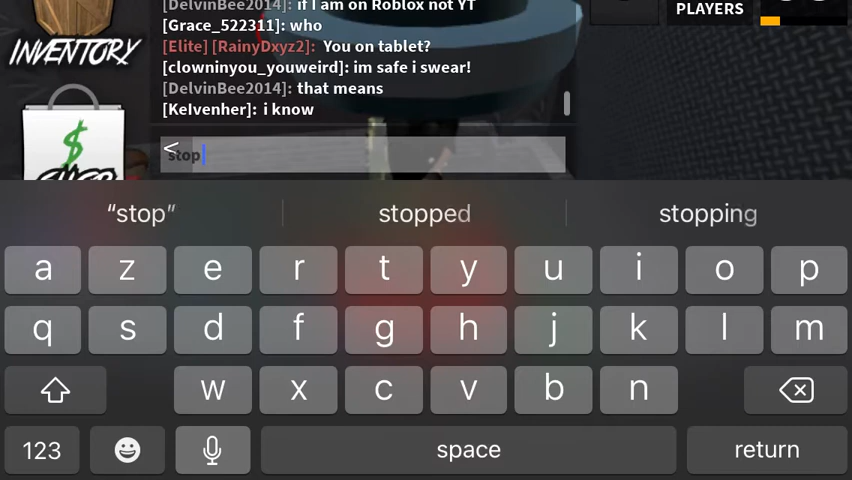 [DelvinBee2014]: if I am on Roblox not YT
[Grace_522311]: who
[Elite] [RainyDxyz2]: You on tablet?
[clowninyou_youweird]: im safe i swear!
[DelvinBee2014]: that means
[Kelvenher]: i know
PLAYERS
INVENTORY
$
<
stop
“stop” stopped stopping
a z e r t y u i o p
q s d f g h j k l m
w x c v b n
123 space return